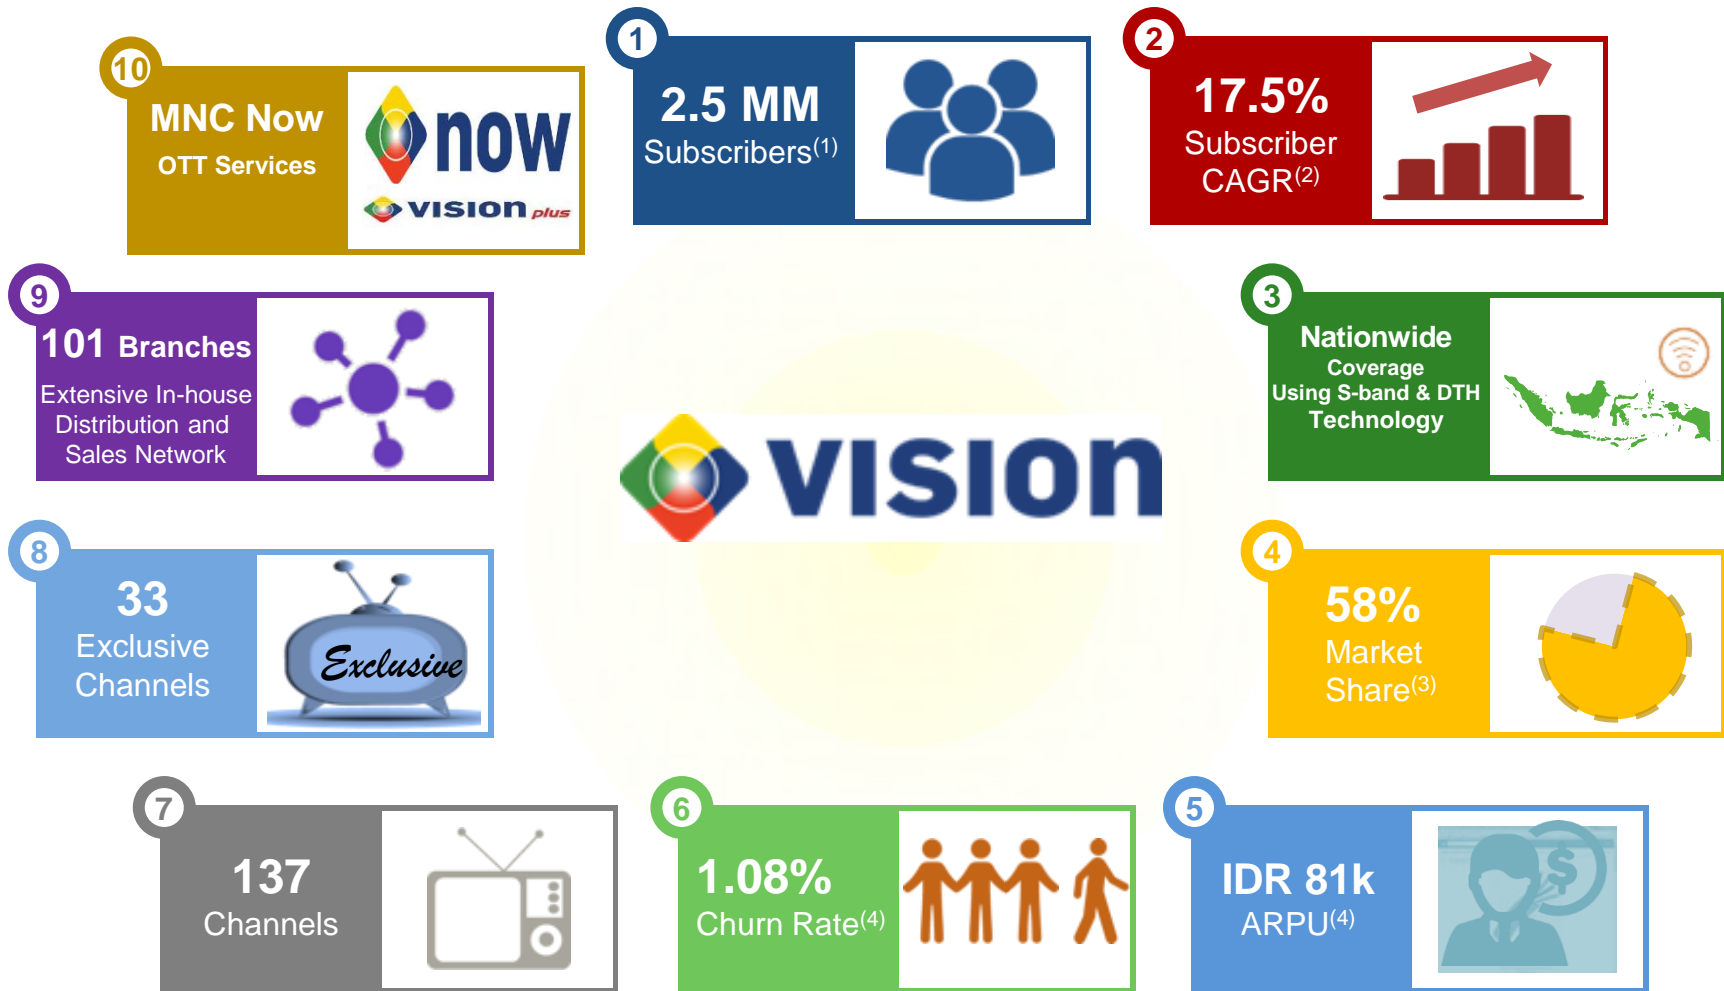 1
2.5 MM
Subscribers(1)
2
17.5%
Subscriber
CAGR(2)
3
Nationwide
Coverage
Using S-band & DTH
Technology
4
58%
Market
Share(3)
5
IDR 81k
ARPU(4)
6
1.08%
Churn Rate(4)
7
137
Channels
8
33
Exclusive
Channels
Exclusive
9
101 Branches
Extensive In-house
Distribution and
Sales Network
10
MNC Now
OTT Services
now
VISION plus
VISION
$